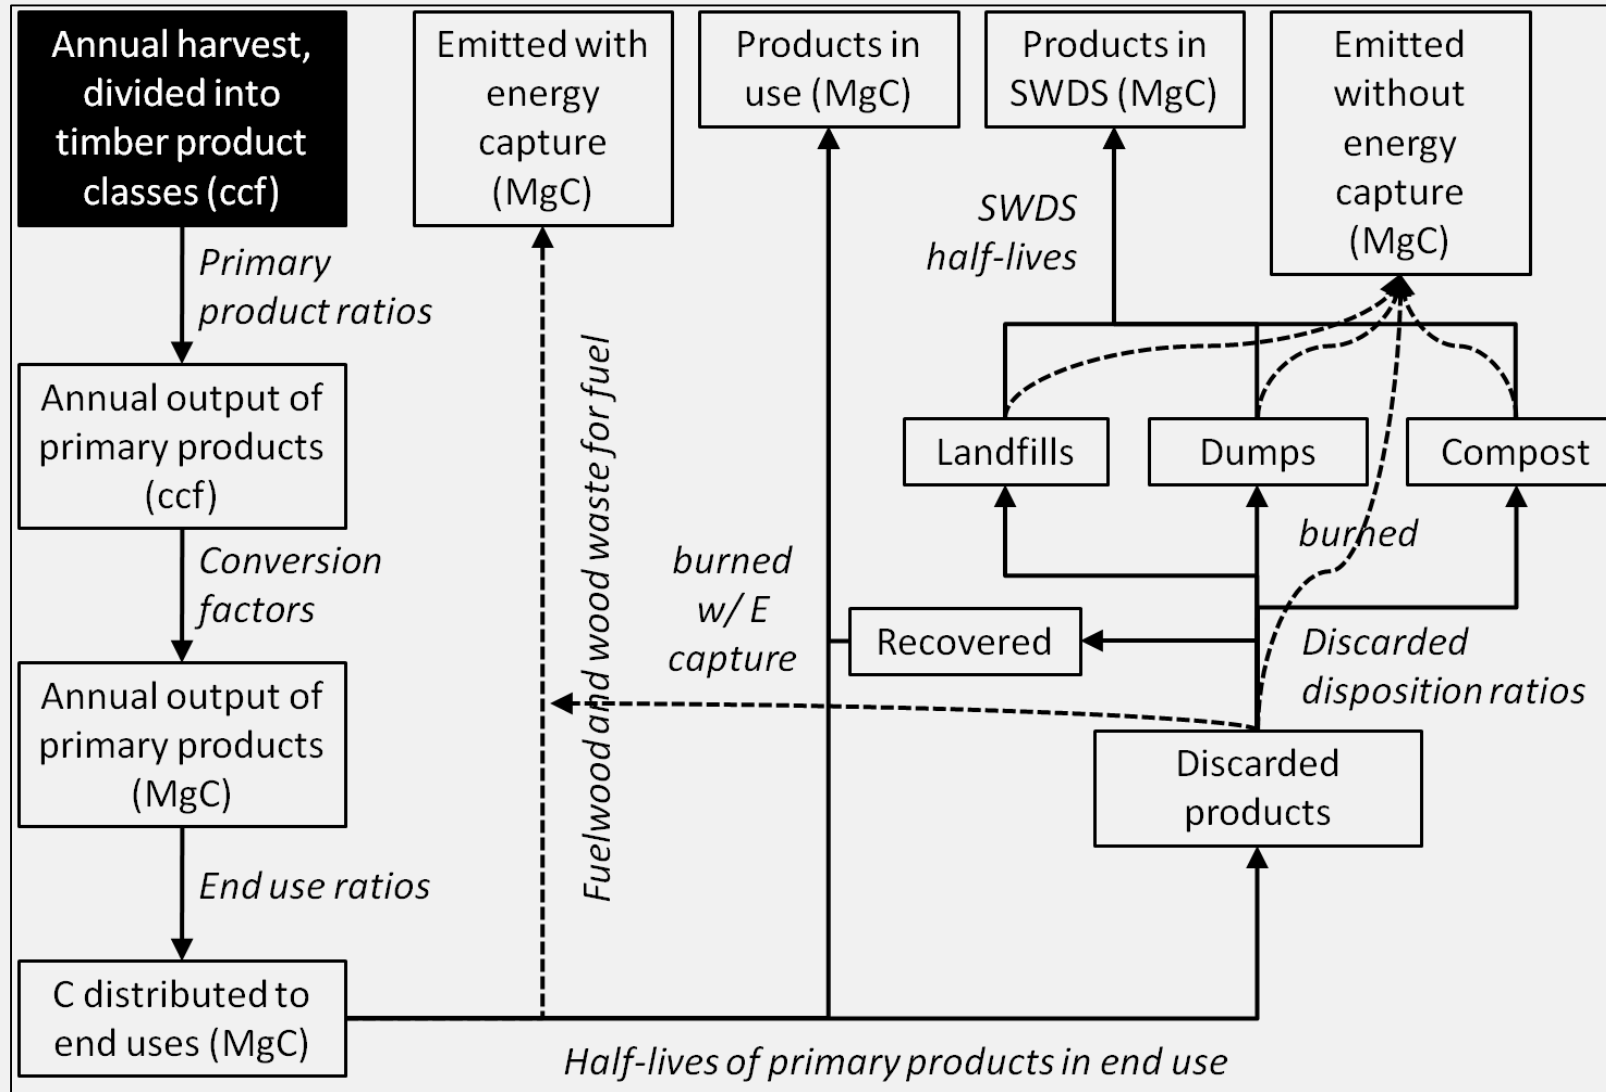 Annual harvest,
divided into
timber product
classes (ccf)
Emitted with
energy
capture
(MgC)
Products in
use (MgC)
Products in
SWDS (MgC)
Emitted
without
energy
capture
(MgC)
Primary
product ratios
SWDS
half-lives
Annual output of
primary products
(ccf)
Fuelwood and wood waste for fuel
Landfills
Dumps
Compost
Conversion
factors
burned
w/ E
capture
burned
Recovered
Discarded
disposition ratios
Annual output of
primary products
(MgC)
Discarded
products
End use ratios
C distributed to
end uses (MgC)
Half-lives of primary products in end use